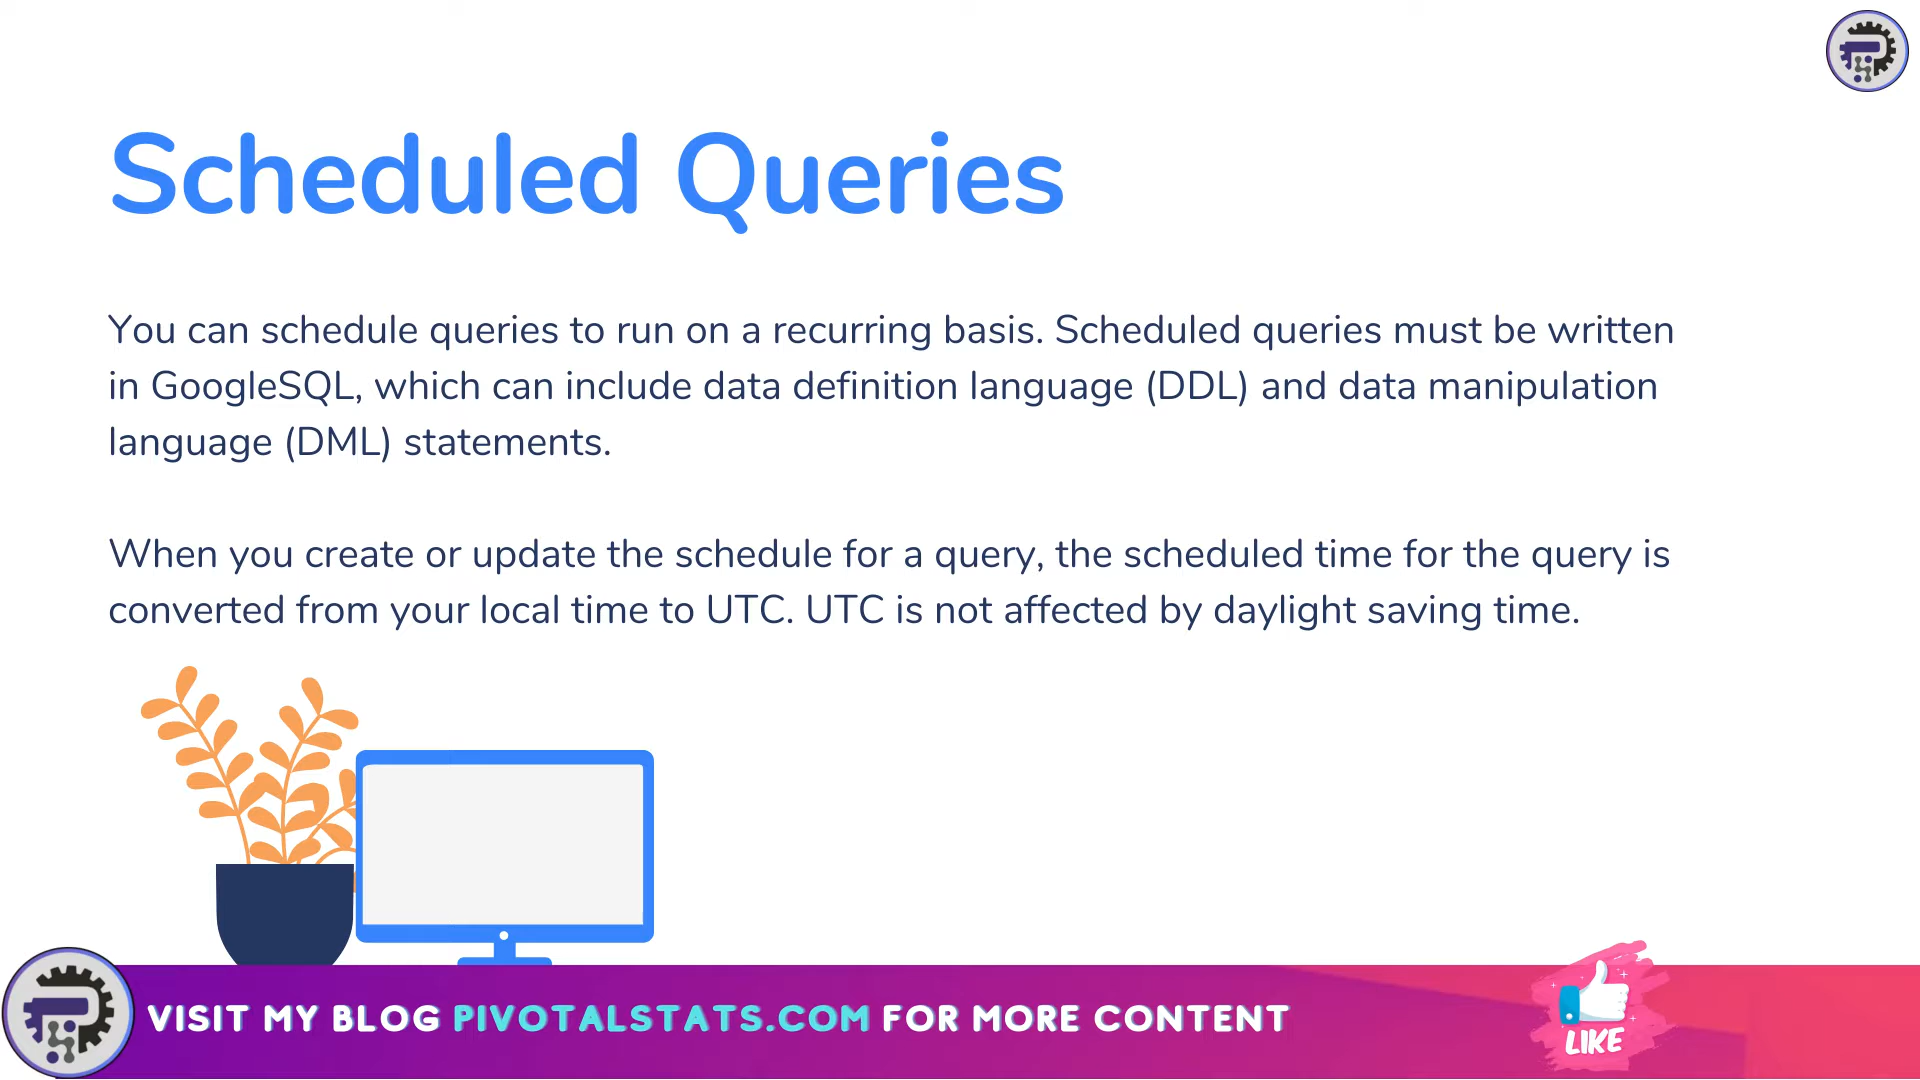 Scheduled Queries
You can schedule queries to run on a recurring basis. Scheduled queries must be written
in GoogleSQL, which can include data definition language (DDL) and data manipulation
language (DML) statements.
When you create or update the schedule for a query, the scheduled time for the query is
converted from your local time to UTC. UTC is not affected by daylight saving time.
VISIT MY BLOG PIVOTALSTATS.COM FOR MORE CONTENT
LIKE